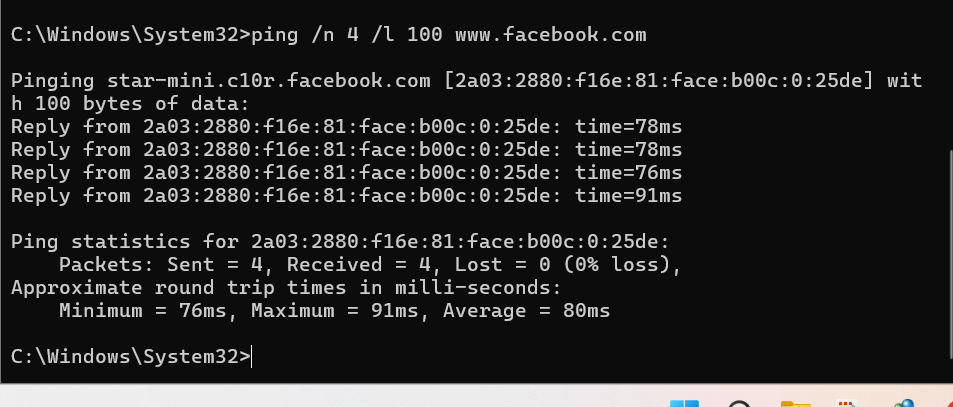 C:\Windows\System32>ping /n 4 /l 100 www.facebook.com
Pinging star-mini.c10r.facebook.com [2a03:2880:f16e:81:face:b00c:0:25de] wit
h 100 bytes of data:
Reply from 2a03:2880:f16e:81:face:b00c:0:25de: time=78ms
Reply from 2a03:2880:f16e:81:face:b00c:0:25de: time=78ms
Reply from 2a03:2880:f16e:81:face:b00c:0:25de: time=76ms
Reply from 2a03:2880:f16e:81:face:b00c:0:25de: time=91ms
Ping statistics for 2a03:2880:f16e:81:face:b00c:0:25de:
Packets: Sent = 4, Received = 4, Lost = 0 (0% loss),
Approximate round trip times in milli-seconds:
Minimum = 76ms, Maximum = 91ms, Average = 80ms
C:\Windows\System32>